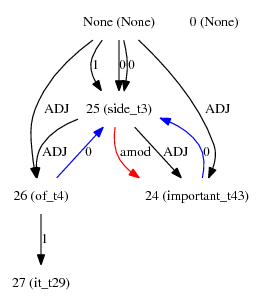 None (None) 0 (None)
1 0 0
ADJ ADJ
25 (side_t3)
ADJ 0 amod ADJ 0
26 (of_t4) 24 (important_t43)
1
27 (it_t29)